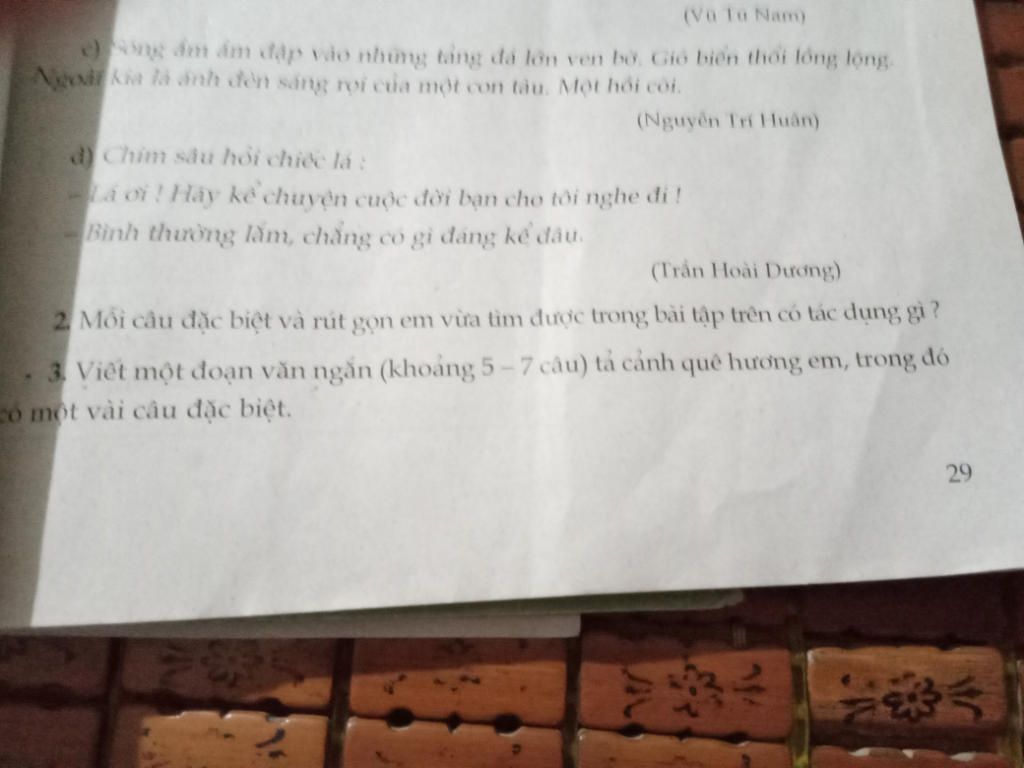 (Vũ Tú Nam)
c) Sóng ầm ầm đập vào những tảng đá lớn ven bờ. Gió biển thổi lồng lộng.
Ngoài kia là ánh đèn sáng rọi của một con tàu. Một hồi còi.
(Nguyễn Trí Huân)
d) Chim sâu hỏi chiếc lá :
– Lá ơi ! Hãy kể chuyện cuộc đời bạn cho tôi nghe đi !
– Bình thường lắm, chẳng có gì đáng kể đâu.
(Trần Hoài Dương)
2. Mỗi câu đặc biệt và rút gọn em vừa tìm được trong bài tập trên có tác dụng gì ?
3. Viết một đoạn văn ngắn (khoảng 5 – 7 câu) tả cảnh quê hương em, trong đó
có một vài câu đặc biệt.
29